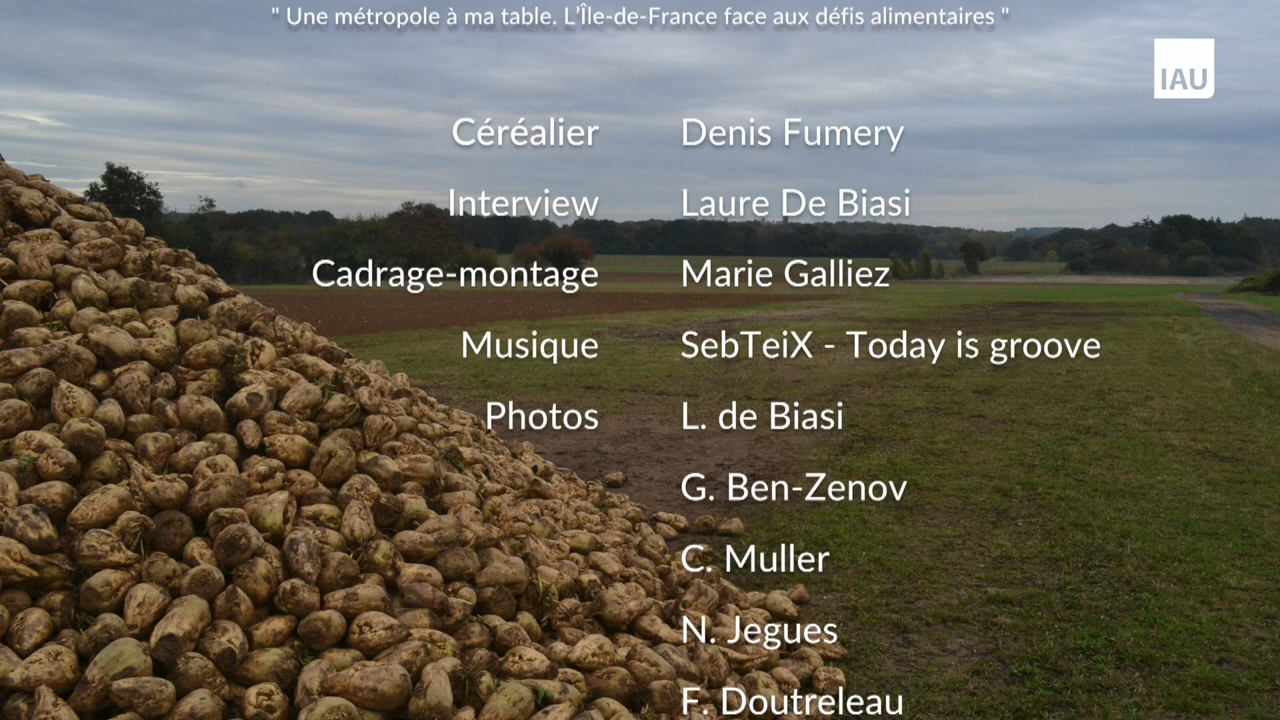 " Une métropole à ma table. L’Île-de-France face aux défis alimentaires "
IAU
Céréalier Denis Fumery
Interview Laure De Biasi
Cadrage-montage Marie Galliez
Musique SebTeiX - Today is groove
Photos L. de Biasi
G. Ben-Zenov
C. Muller
N. Jegues
F. Doutreleau